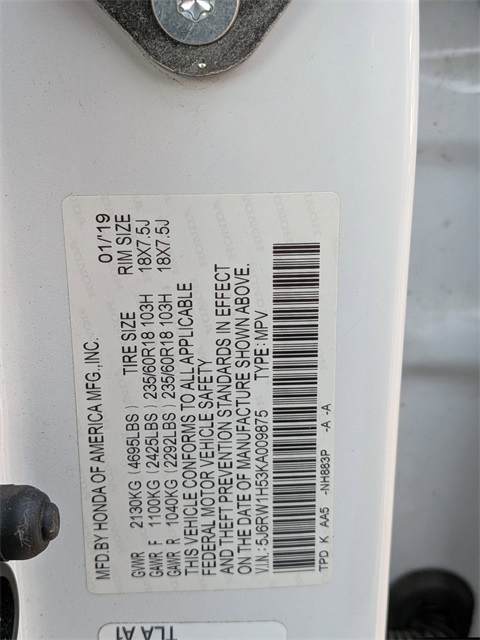 MFD.BY HONDA OF AMERICA MFG.,INC. 01/'19
TIRE SIZE RIM SIZE
GVWR 2130KG (4695LBS)
GAWR F 1100KG (2425LBS) 235/60R18 103H 18X7.5J
GAWR R 1040KG (2292LBS) 235/60R18 103H 18X7.5J
THIS VEHICLE CONFORMS TO ALL APPLICABLE
FEDERAL MOTOR VEHICLE SAFETY
AND THEFT PREVENTION STANDARDS IN EFFECT
ON THE DATE OF MANUFACTURE SHOWN ABOVE.
V.I.N: 5J6RW1H53KA009875 TYPE: MPV
TPD K AA5 -NH883P -A -A
TLA A1